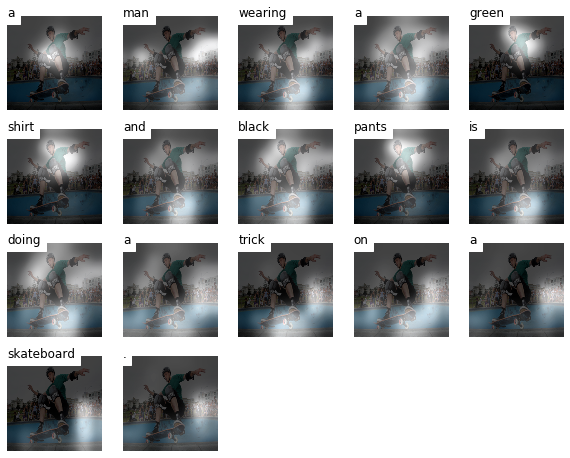 a man wearing a green
shirt and black pants is
doing a trick on a
skateboard .